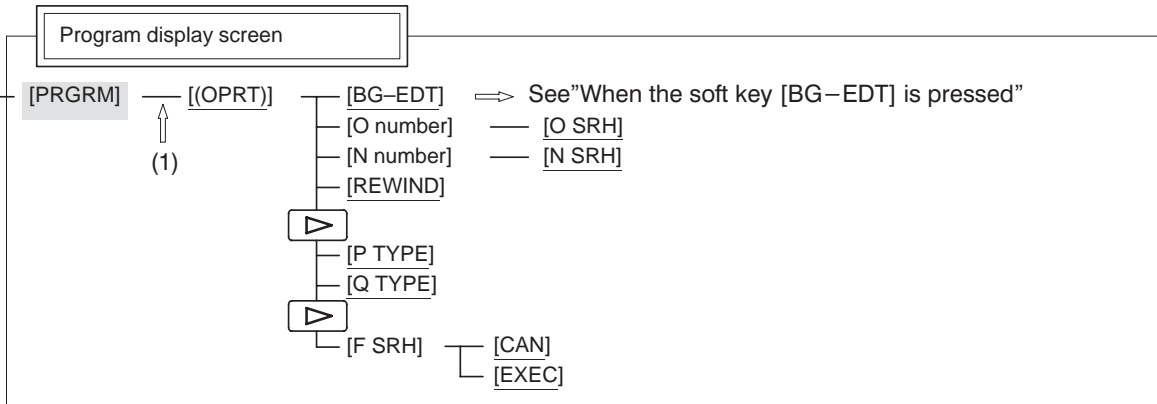 Program display screen
[PRGRM] [(OPRT)] [BG–EDT] See”When the soft key [BG–EDT] is pressed”
[O number] [O SRH]
(1) [N number] [N SRH]
[REWIND]
[P TYPE]
[Q TYPE]
[F SRH] [CAN]
[EXEC]